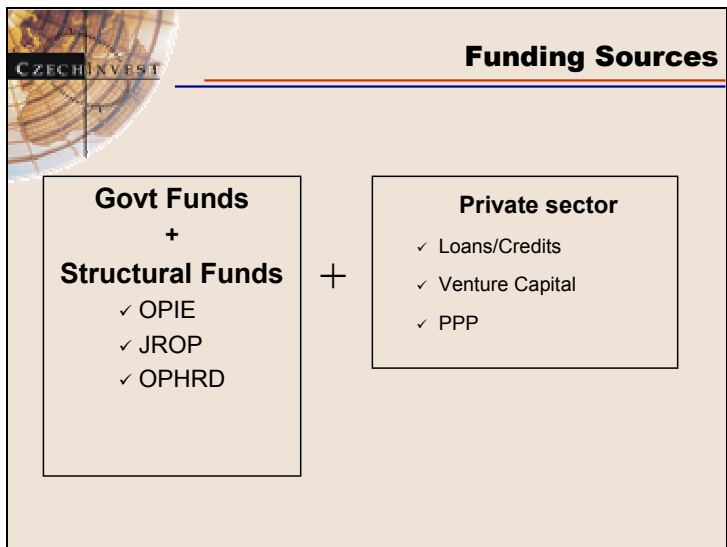 CZECHINVEST
Funding Sources
Govt Funds
+
Structural Funds
✓ OPIE
✓ JROP
✓ OPHRD
+
Private sector
✓ Loans/Credits
✓ Venture Capital
✓ PPP